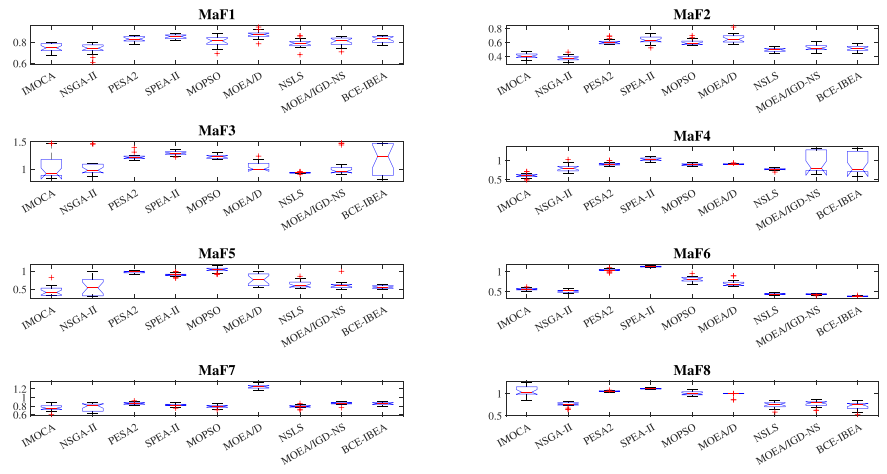 MaF1
0.8
0.6
IMOCA
NSGA-II
PESA2
SPEA-II
MOPSO
MOEA/D
NSLS
MOEA/IGD-NS
BCE-IBEA
MaF2
0.8
0.6
0.4
IMOCA
NSGA-II
PESA2
SPEA-II
MOPSO
MOEA/D
NSLS
MOEA/IGD-NS
BCE-IBEA
MaF3
1.5
1
IMOCA
NSGA-II
PESA2
SPEA-II
MOPSO
MOEA/D
NSLS
MOEA/IGD-NS
BCE-IBEA
MaF4
1
0.5
IMOCA
NSGA-II
PESA2
SPEA-II
MOPSO
MOEA/D
NSLS
MOEA/IGD-NS
BCE-IBEA
MaF5
1
0.5
IMOCA
NSGA-II
PESA2
SPEA-II
MOPSO
MOEA/D
NSLS
MOEA/IGD-NS
BCE-IBEA
MaF6
1
0.5
IMOCA
NSGA-II
PESA2
SPEA-II
MOPSO
MOEA/D
NSLS
MOEA/IGD-NS
BCE-IBEA
MaF7
1.2
1
0.8
0.6
IMOCA
NSGA-II
PESA2
SPEA-II
MOPSO
MOEA/D
NSLS
MOEA/IGD-NS
BCE-IBEA
MaF8
1
0.5
IMOCA
NSGA-II
PESA2
SPEA-II
MOPSO
MOEA/D
NSLS
MOEA/IGD-NS
BCE-IBEA